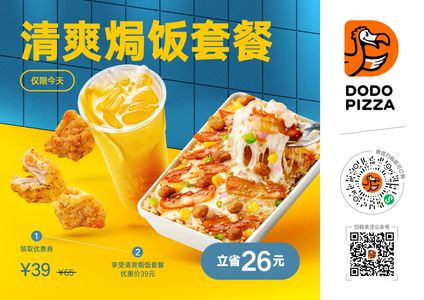 清爽焗饭套餐
仅限今天
1
领取优惠券
2
享受清爽焗饭套餐
优惠价39元
¥39 ¥65
立省26元
DODO
PIZZA
扫码关注公众号